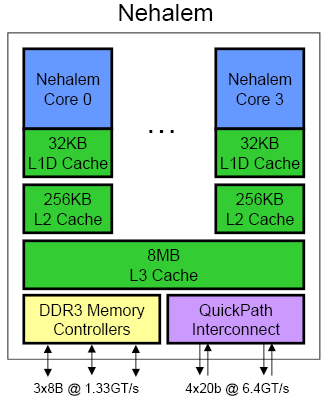 Nehalem
Nehalem
Core 0
Nehalem
Core 3
...
32KB
L1D Cache
32KB
L1D Cache
256KB
L2 Cache
256KB
L2 Cache
8MB
L3 Cache
DDR3 Memory
Controllers
QuickPath
Interconnect
3x8B @ 1.33GT/s
4x20b @ 6.4GT/s